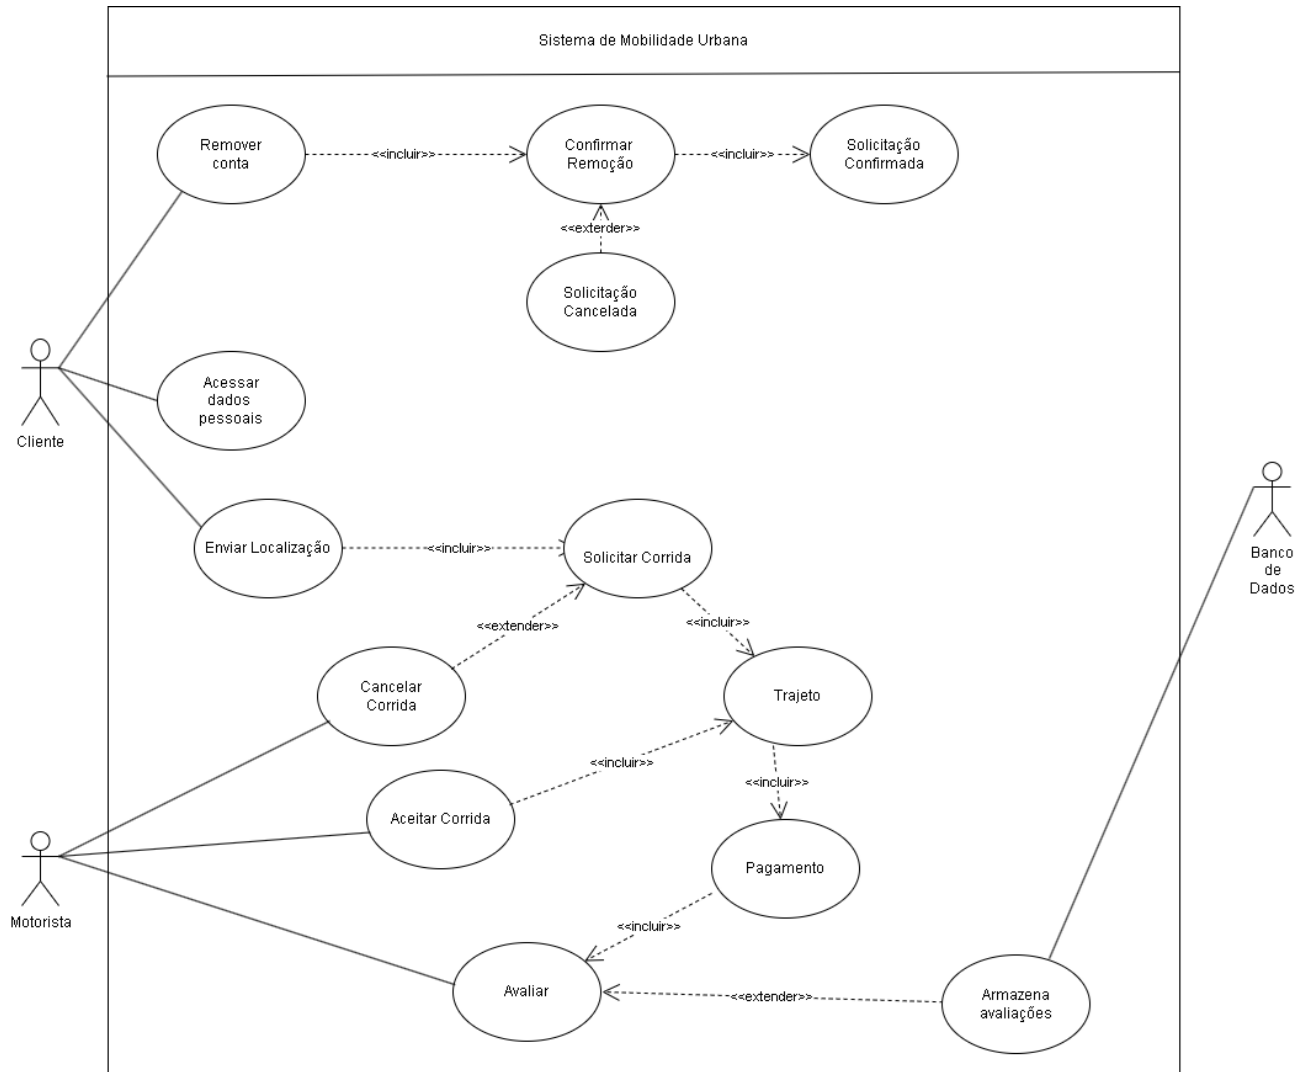 Sistema de Mobilidade Urbana
Remover
conta
<<incluir>>
Confirmar
Remoção
<<incluir>>
Solicitação
Confirmada
<<exterder>>
Solicitação
Cancelada
Cliente
Acessar
dados
pessoais
Enviar Localização
<<incluir>>
Solicitar Corrida
Banco
de
Dados
<<extender>>
<<incluir>>
Cancelar
Corrida
Trajeto
<<incluir>>
<<incluir>>
Aceitar Corrida
Motorista
Pagamento
<<incluir>>
Avaliar
<<extender>>
Armazena
avaliações